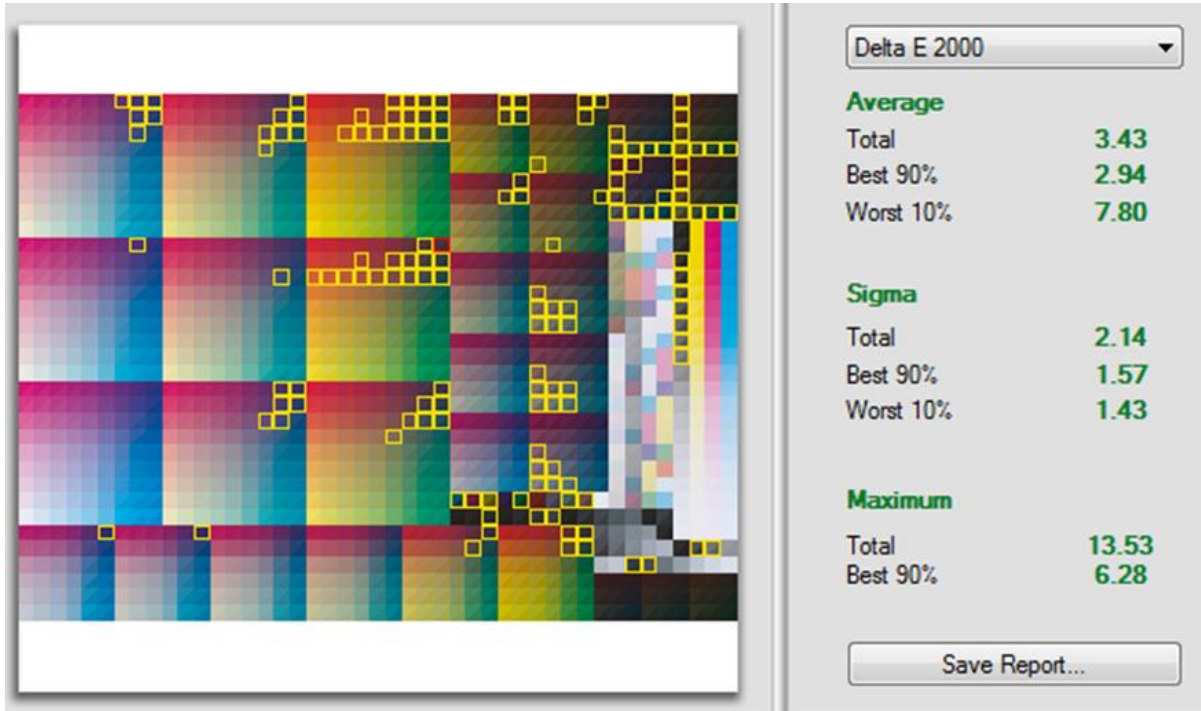 Delta E 2000
Average
Total 3.43
Best 90% 2.94
Worst 10% 7.80
Sigma
Total 2.14
Best 90% 1.57
Worst 10% 1.43
Maximum
Total 13.53
Best 90% 6.28
Save Report...